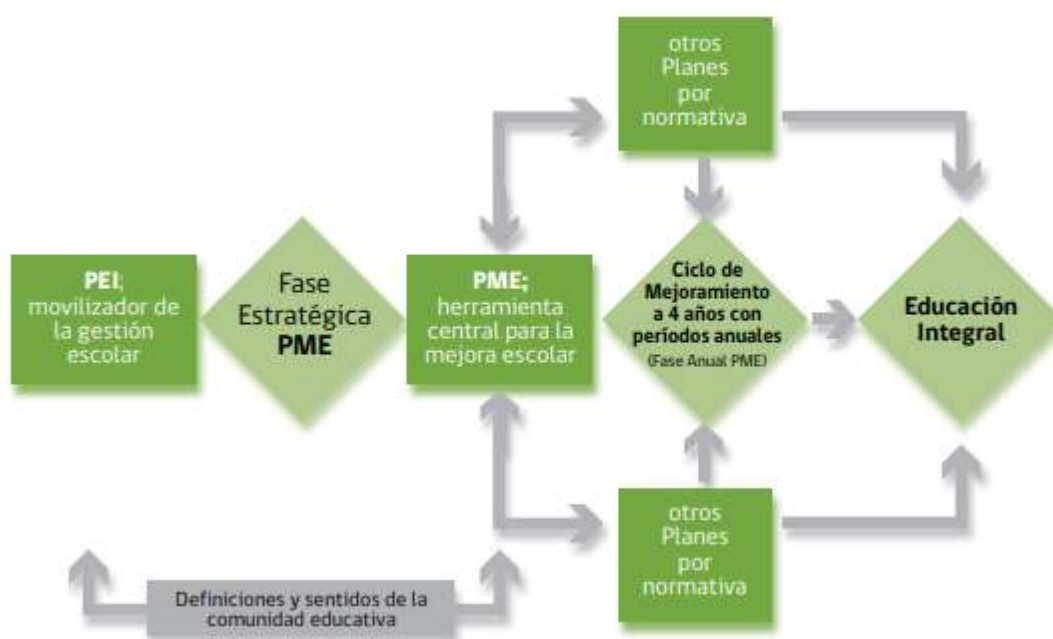 otros
Planes
por
normativa
PEI;
movilizador de
la gestión
escolar
Fase
Estratégica
PME
PME;
herramienta
central para la
mejora escolar
Ciclo de
Mejoramiento
a 4 años con
períodos anuales
(Fase Anual PME)
Educación
Integral
otros
Planes
por
normativa
Definiciones y sentidos de la
comunidad educativa